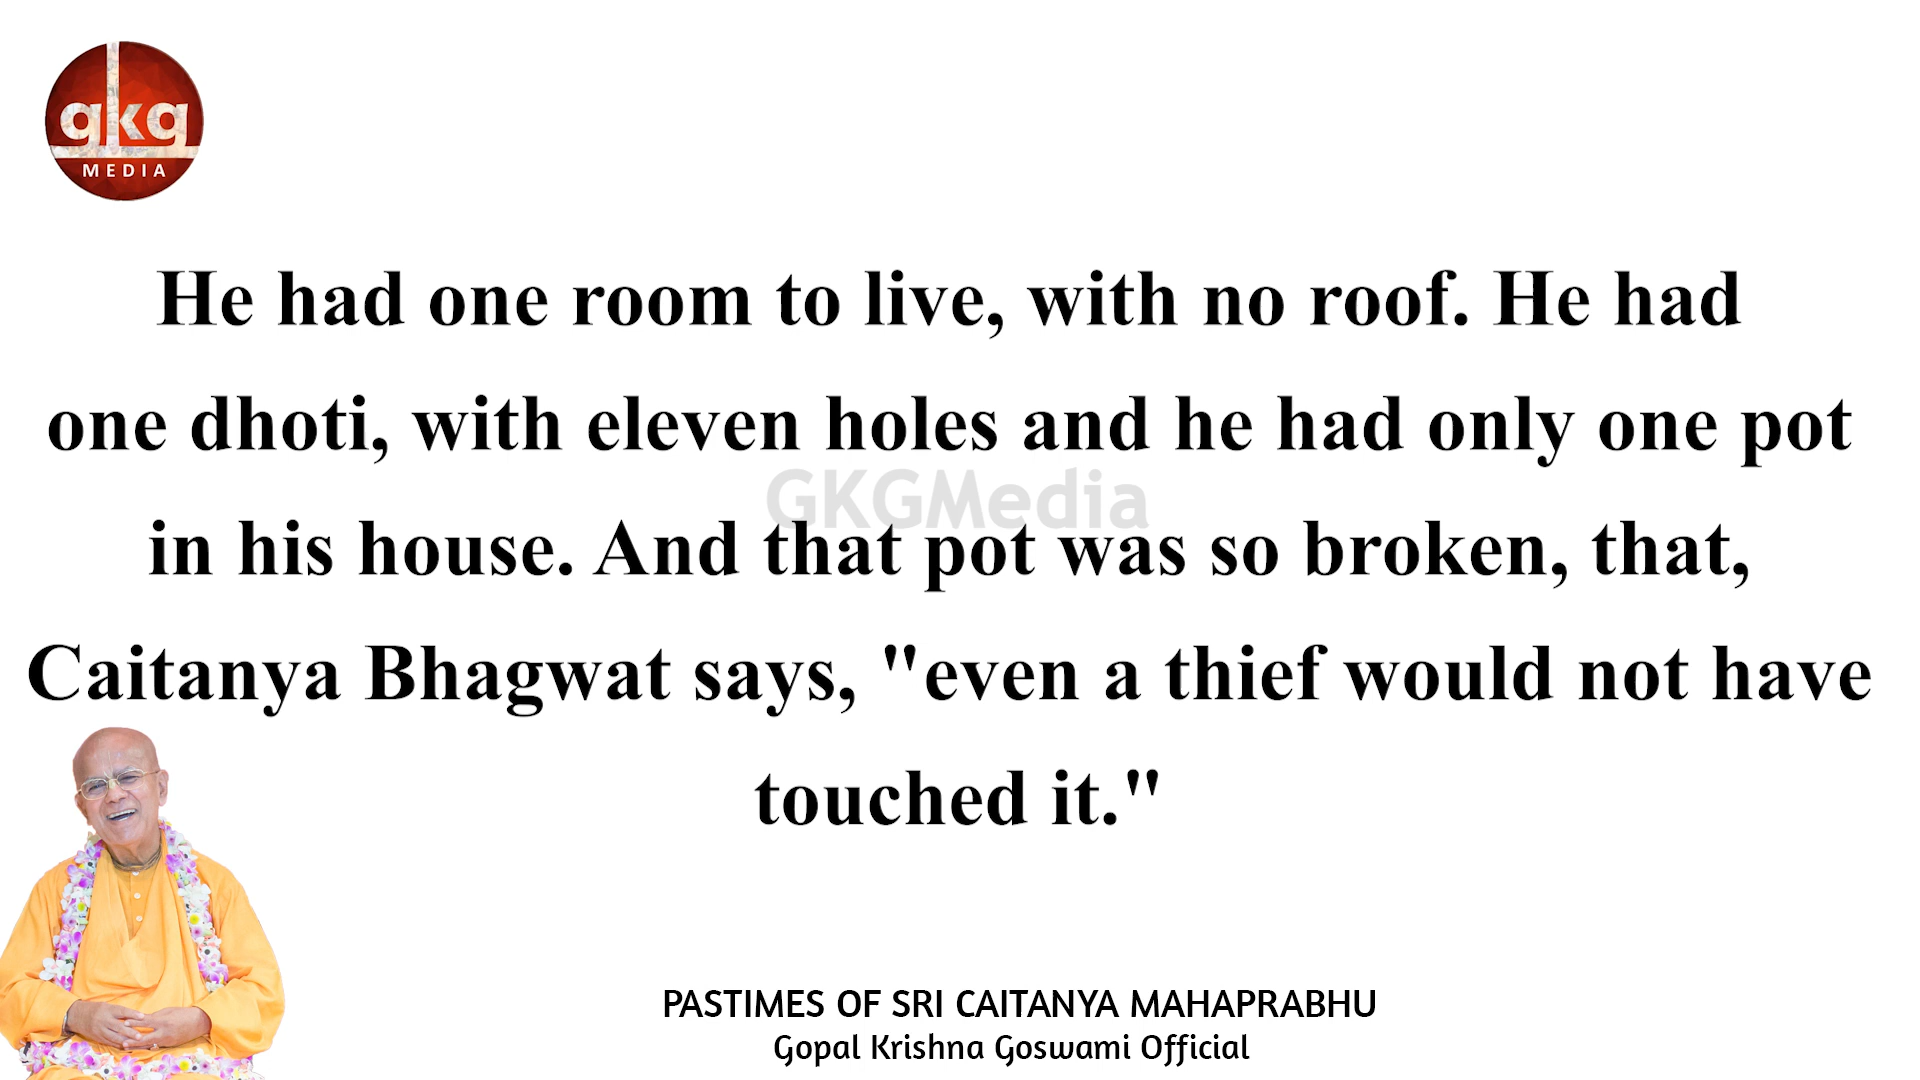 gkg
MEDIA
He had one room to live, with no roof. He had
one dhoti, with eleven holes and he had only one pot
GKGMedia
in his house. And that pot was so broken, that,
Caitanya Bhagwat says, "even a thief would not have
touched it."
PASTIMES OF SRI CAITANYA MAHAPRABHU
Gopal Krishna Goswami Official